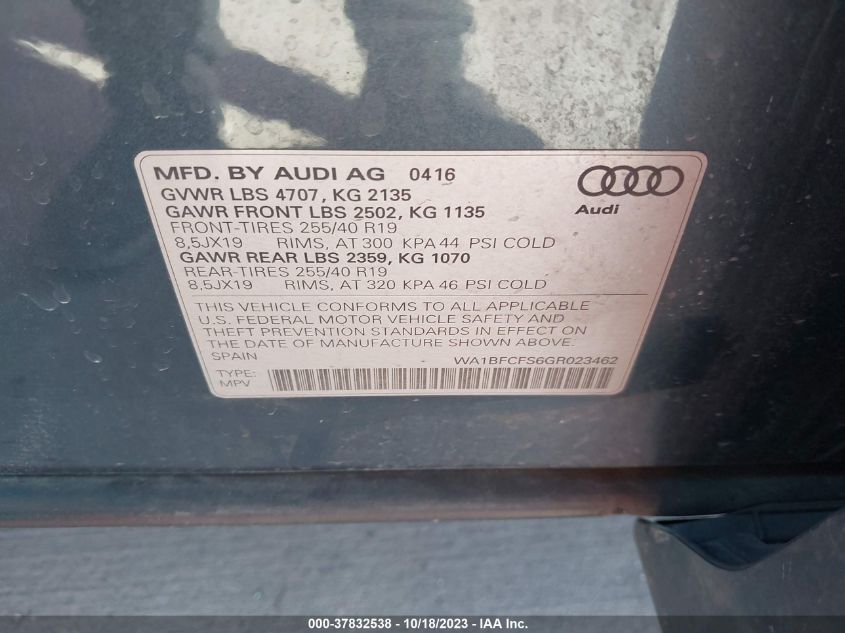 MFD. BY AUDI AG 0416
GVWR LBS 4707, KG 2135
GAWR FRONT LBS 2502, KG 1135
FRONT-TIRES 255/40 R19
8,5JX19 RIMS, AT 300 KPA 44 PSI COLD
GAWR REAR LBS 2359, KG 1070
REAR-TIRES 255/40 R19
8,5JX19 RIMS, AT 320 KPA 46 PSI COLD
Audi
THIS VEHICLE CONFORMS TO ALL APPLICABLE
U.S. FEDERAL MOTOR VEHICLE SAFETY AND
THEFT PREVENTION STANDARDS IN EFFECT ON
THE DATE OF MANUFACTURE SHOWN ABOVE.
SPAIN WA1BFCFS6GR023462
TYPE:
MPV
000-37832538 - 10/18/2023 - IAA Inc.